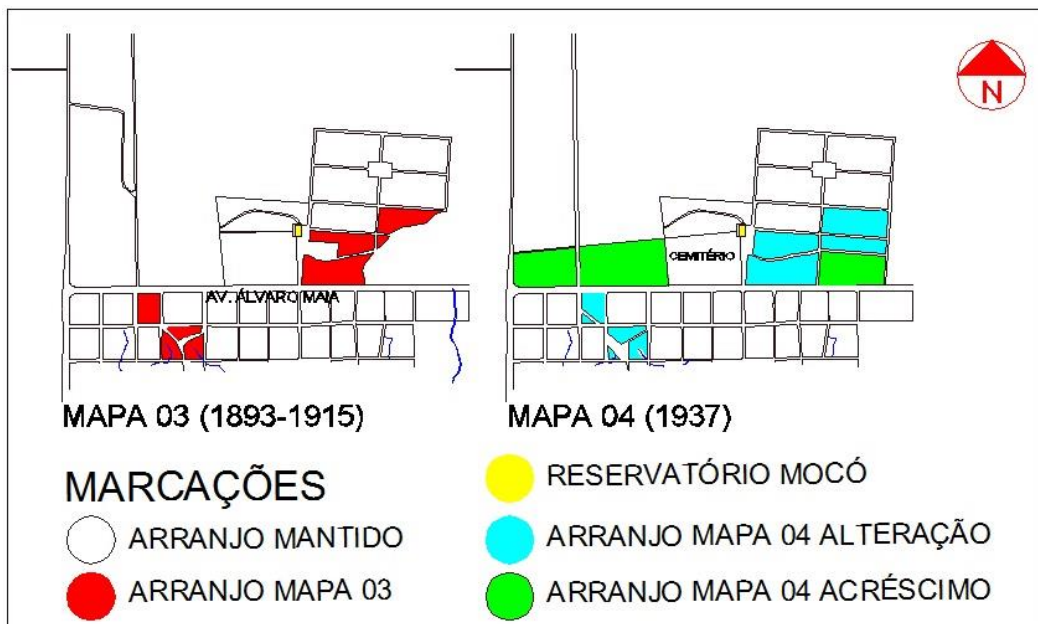 N
CEMITÉRIO
AV. ÁLVARO MAIA
MAPA 03 (1893-1915)
MAPA 04 (1937)
MARCAÇÕES
ARRANJO MANTIDO
ARRANJO MAPA 03
RESERVATÓRIO MOCÓ
ARRANJO MAPA 04 ALTERAÇÃO
ARRANJO MAPA 04 ACRÉSCIMO